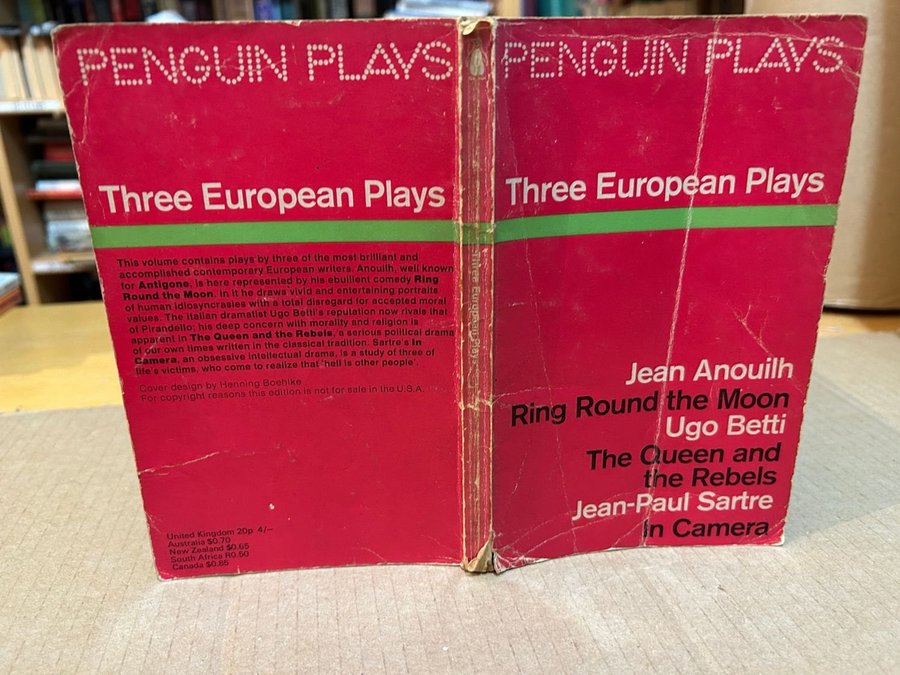 PENGUIN PLAYS
Three European Plays
This volume contains plays by three of the most brilliant and
accomplished contemporary European writers. Anouilh, well known
for Antigone, is here represented by his ebullient comedy Ring
Round the Moon. In it he draws vivid and entertaining portraits
of human idiosyncrasies with a total disregard for accepted moral
values. The Italian dramatist Ugo Betti's reputation now rivals that
of Pirandello; his deep concern with morality and religion is
apparent in The Queen and the Rebels, a serious political drama
of our own times written in the classical tradition. Sartre's In
Camera, an obsessive intellectual drama, is a study of three of
life's victims, who come to realize that 'hell is other people'.
Cover design by Henning Boehlke
For copyright reasons this edition is not for sale in the U.S.A.
United Kingdom 20p 4/-
Australia $0.70
New Zealand $0.65
South Africa R0.50
Canada $0.85
Three European Plays
PENGUIN PLAYS
Three European Plays
Jean Anouilh
Ring Round the Moon
Ugo Betti
The Queen and
the Rebels
Jean-Paul Sartre
In Camera